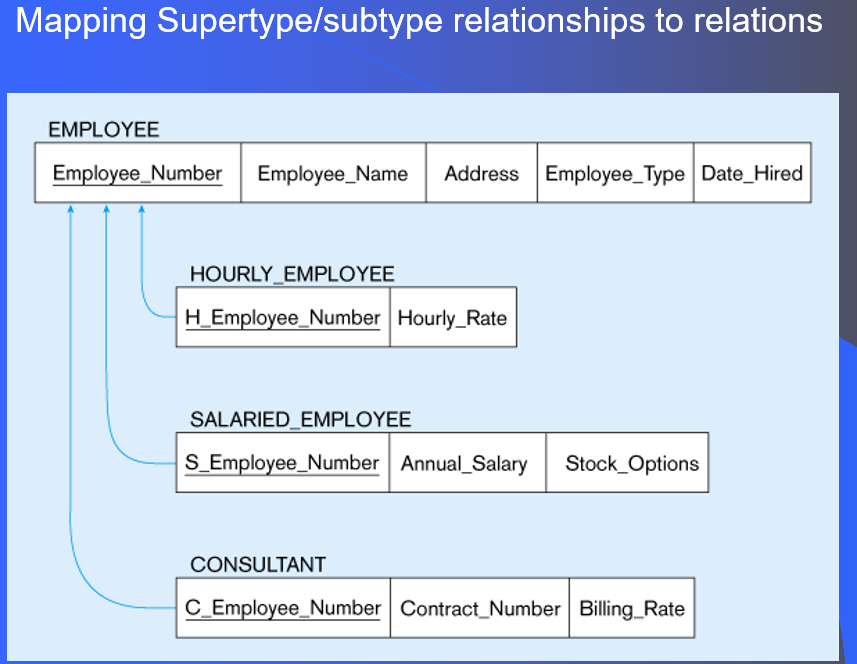 Mapping Supertype/subtype relationships to relations
EMPLOYEE
Employee_Number Employee_Name Address Employee_Type Date_Hired
HOURLY_EMPLOYEE
H_Employee_Number Hourly_Rate
SALARIED_EMPLOYEE
S_Employee_Number Annual_Salary Stock_Options
CONSULTANT
C_Employee_Number Contract_Number Billing_Rate